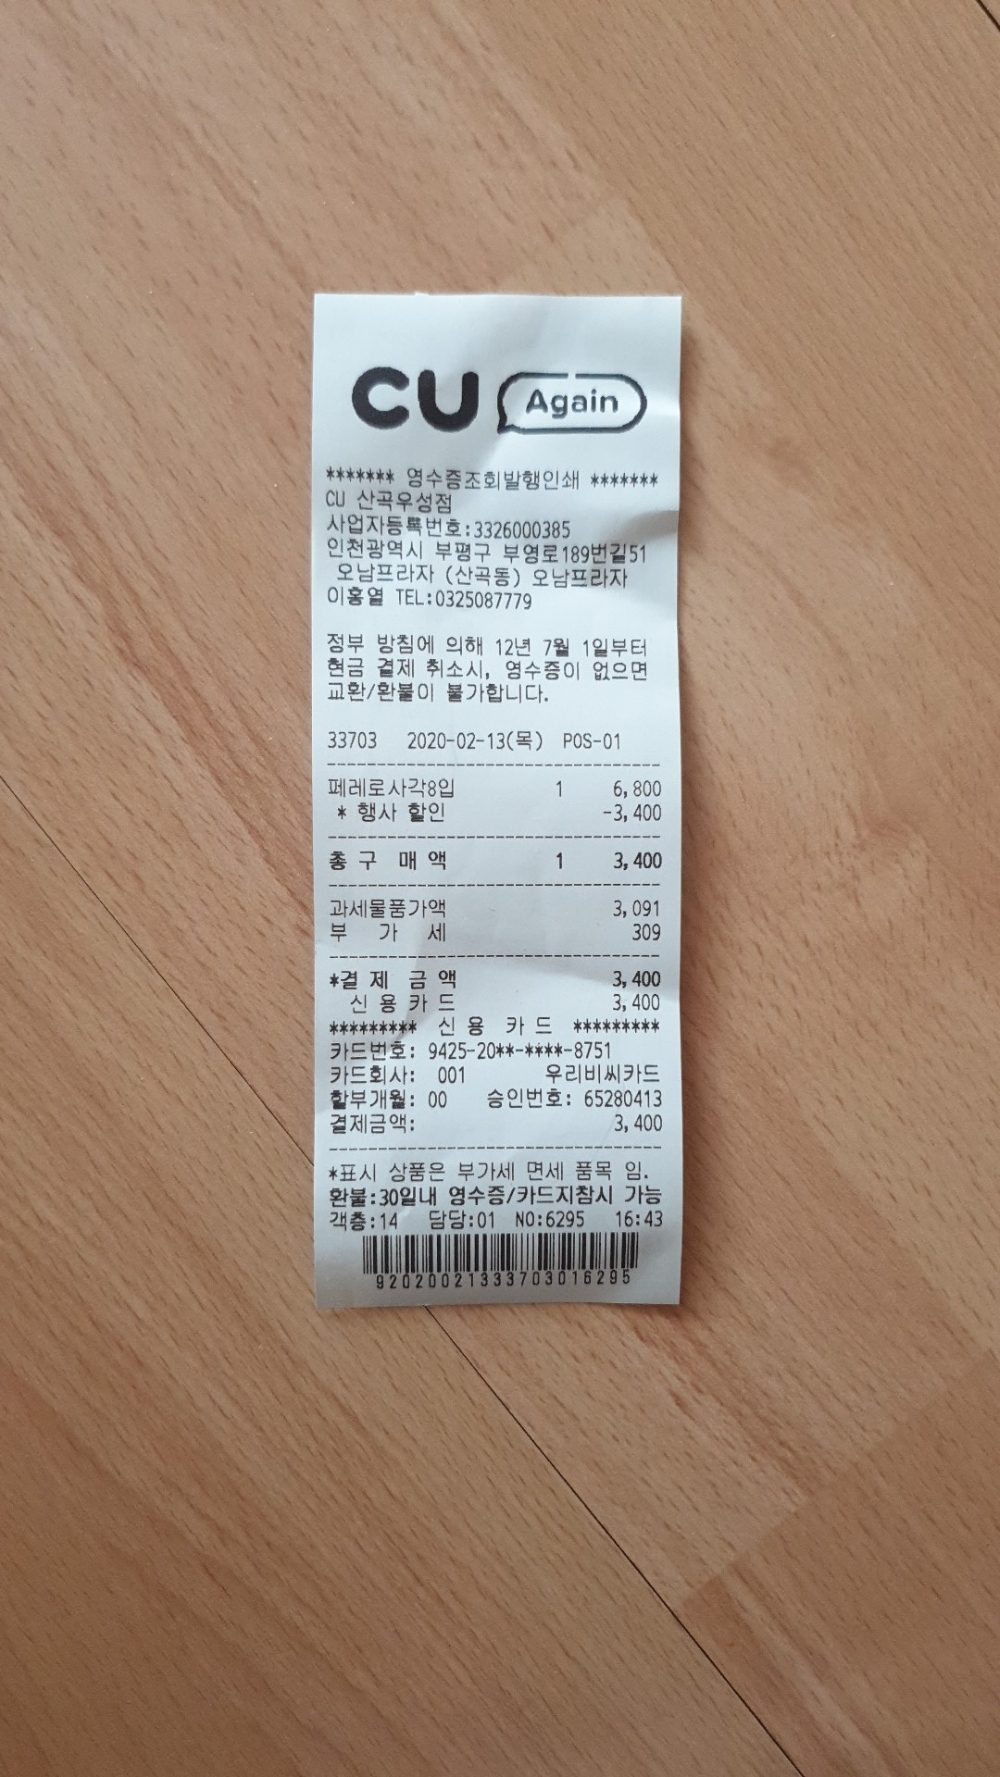 CU Again
******* 영수증조회발행인쇄 *******
CU 산곡우성점
사업자등록번호:3326000385
인천광역시 부평구 부영로189번길51
오남프라자 (산곡동) 오남프라자
이홍열 TEL:0325087779
정부 방침에 의해 12년 7월 1일부터
현금 결제 취소시, 영수증이 없으면
교환/환불이 불가합니다.
33703 2020-02-13(목) POS-01
페레로사각8입 1 6,800
* 행사 할인 -3,400
총 구 매 액 1 3,400
과세물품가액 3,091
부 가 세 309
*결 제 금 액 3,400
신 용 카 드 3,400
********* 신 용 카 드 *********
카드번호: 9425-20**-****-8751
카드회사: 001 우리비씨카드
할부개월: 00 승인번호: 65280413
결제금액: 3,400
*표시 상품은 부가세 면세 품목 임.
환불:30일내 영수증/카드지참시 가능
객층:14 담당:01 NO:6295 16:43
92020021333703016295